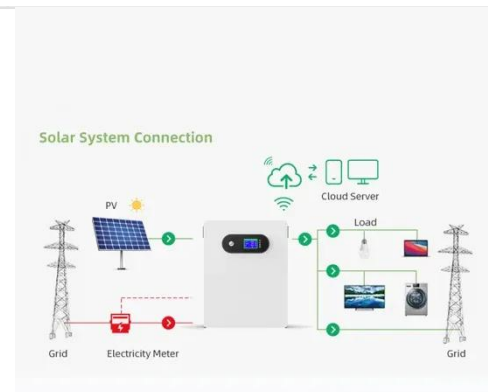 Solar System Connection
Cloud Server
PV
Load
Grid
Electricity Meter
Grid